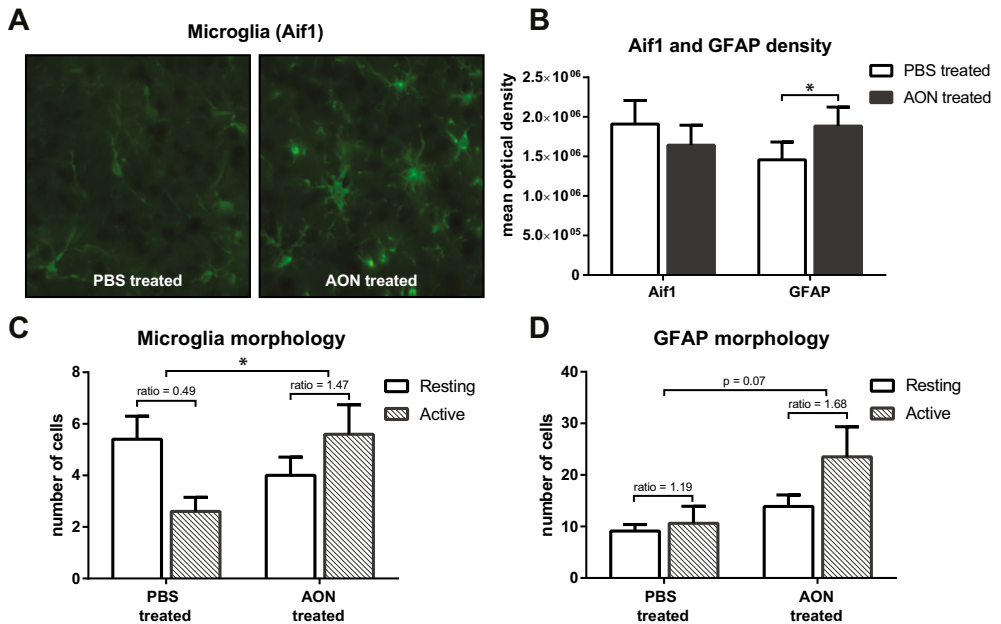 A
Microglia (Aif1)
PBS treated
AON treated
B
Aif1 and GFAP density
mean optical density
2.5×10⁰⁶
2.0×10⁰⁶
1.5×10⁰⁶
1.0×10⁰⁶
5.0×10⁰⁵
0
*
Aif1
GFAP
PBS treated
AON treated
C
Microglia morphology
number of cells
8
6
4
2
0
*
ratio = 0.49
ratio = 1.47
PBS
treated
AON
treated
Resting
Active
D
GFAP morphology
number of cells
40
30
20
10
0
p = 0.07
ratio = 1.19
ratio = 1.68
PBS
treated
AON
treated
Resting
Active